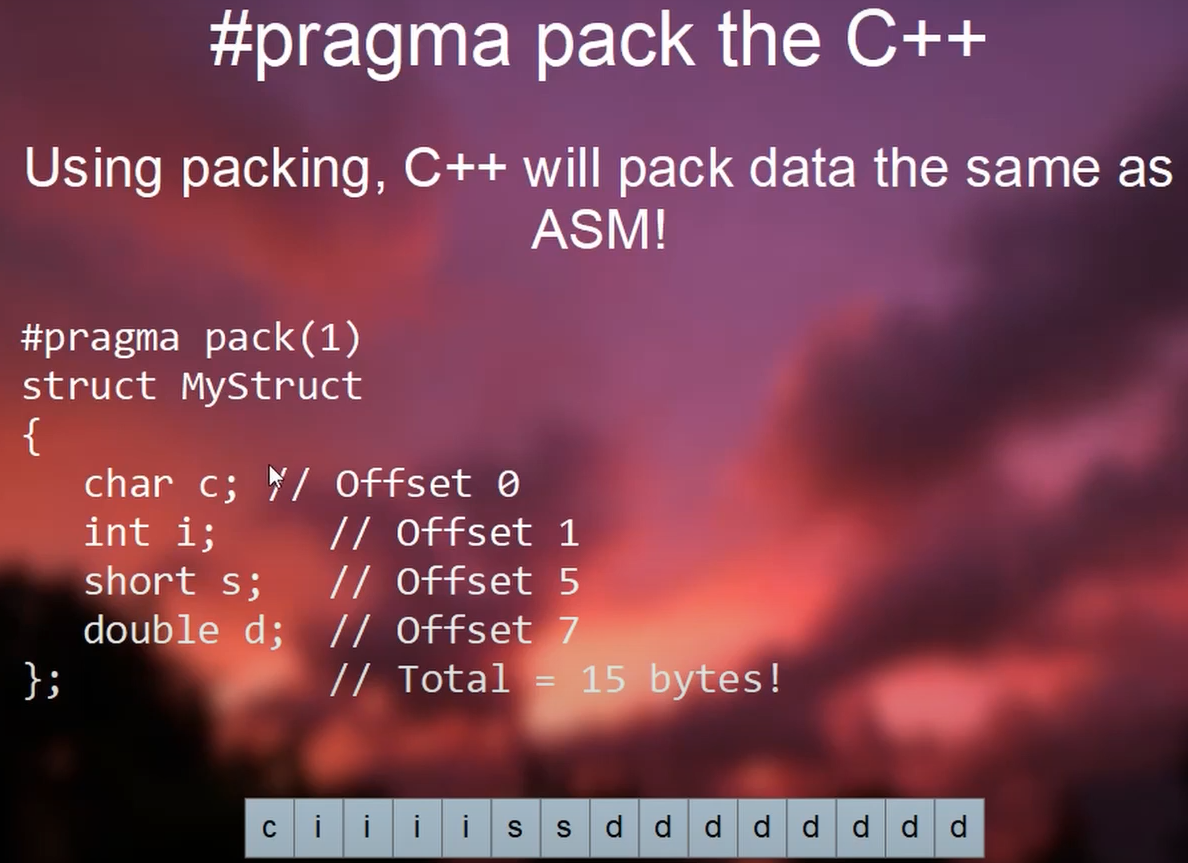 #pragma pack the C++
Using packing, C++ will pack data the same as
ASM!
#pragma pack(1)
struct MyStruct
{
char c; // Offset 0
int i; // Offset 1
short s; // Offset 5
double d; // Offset 7
}; // Total = 15 bytes!
c i i i i s s d d d d d d d d